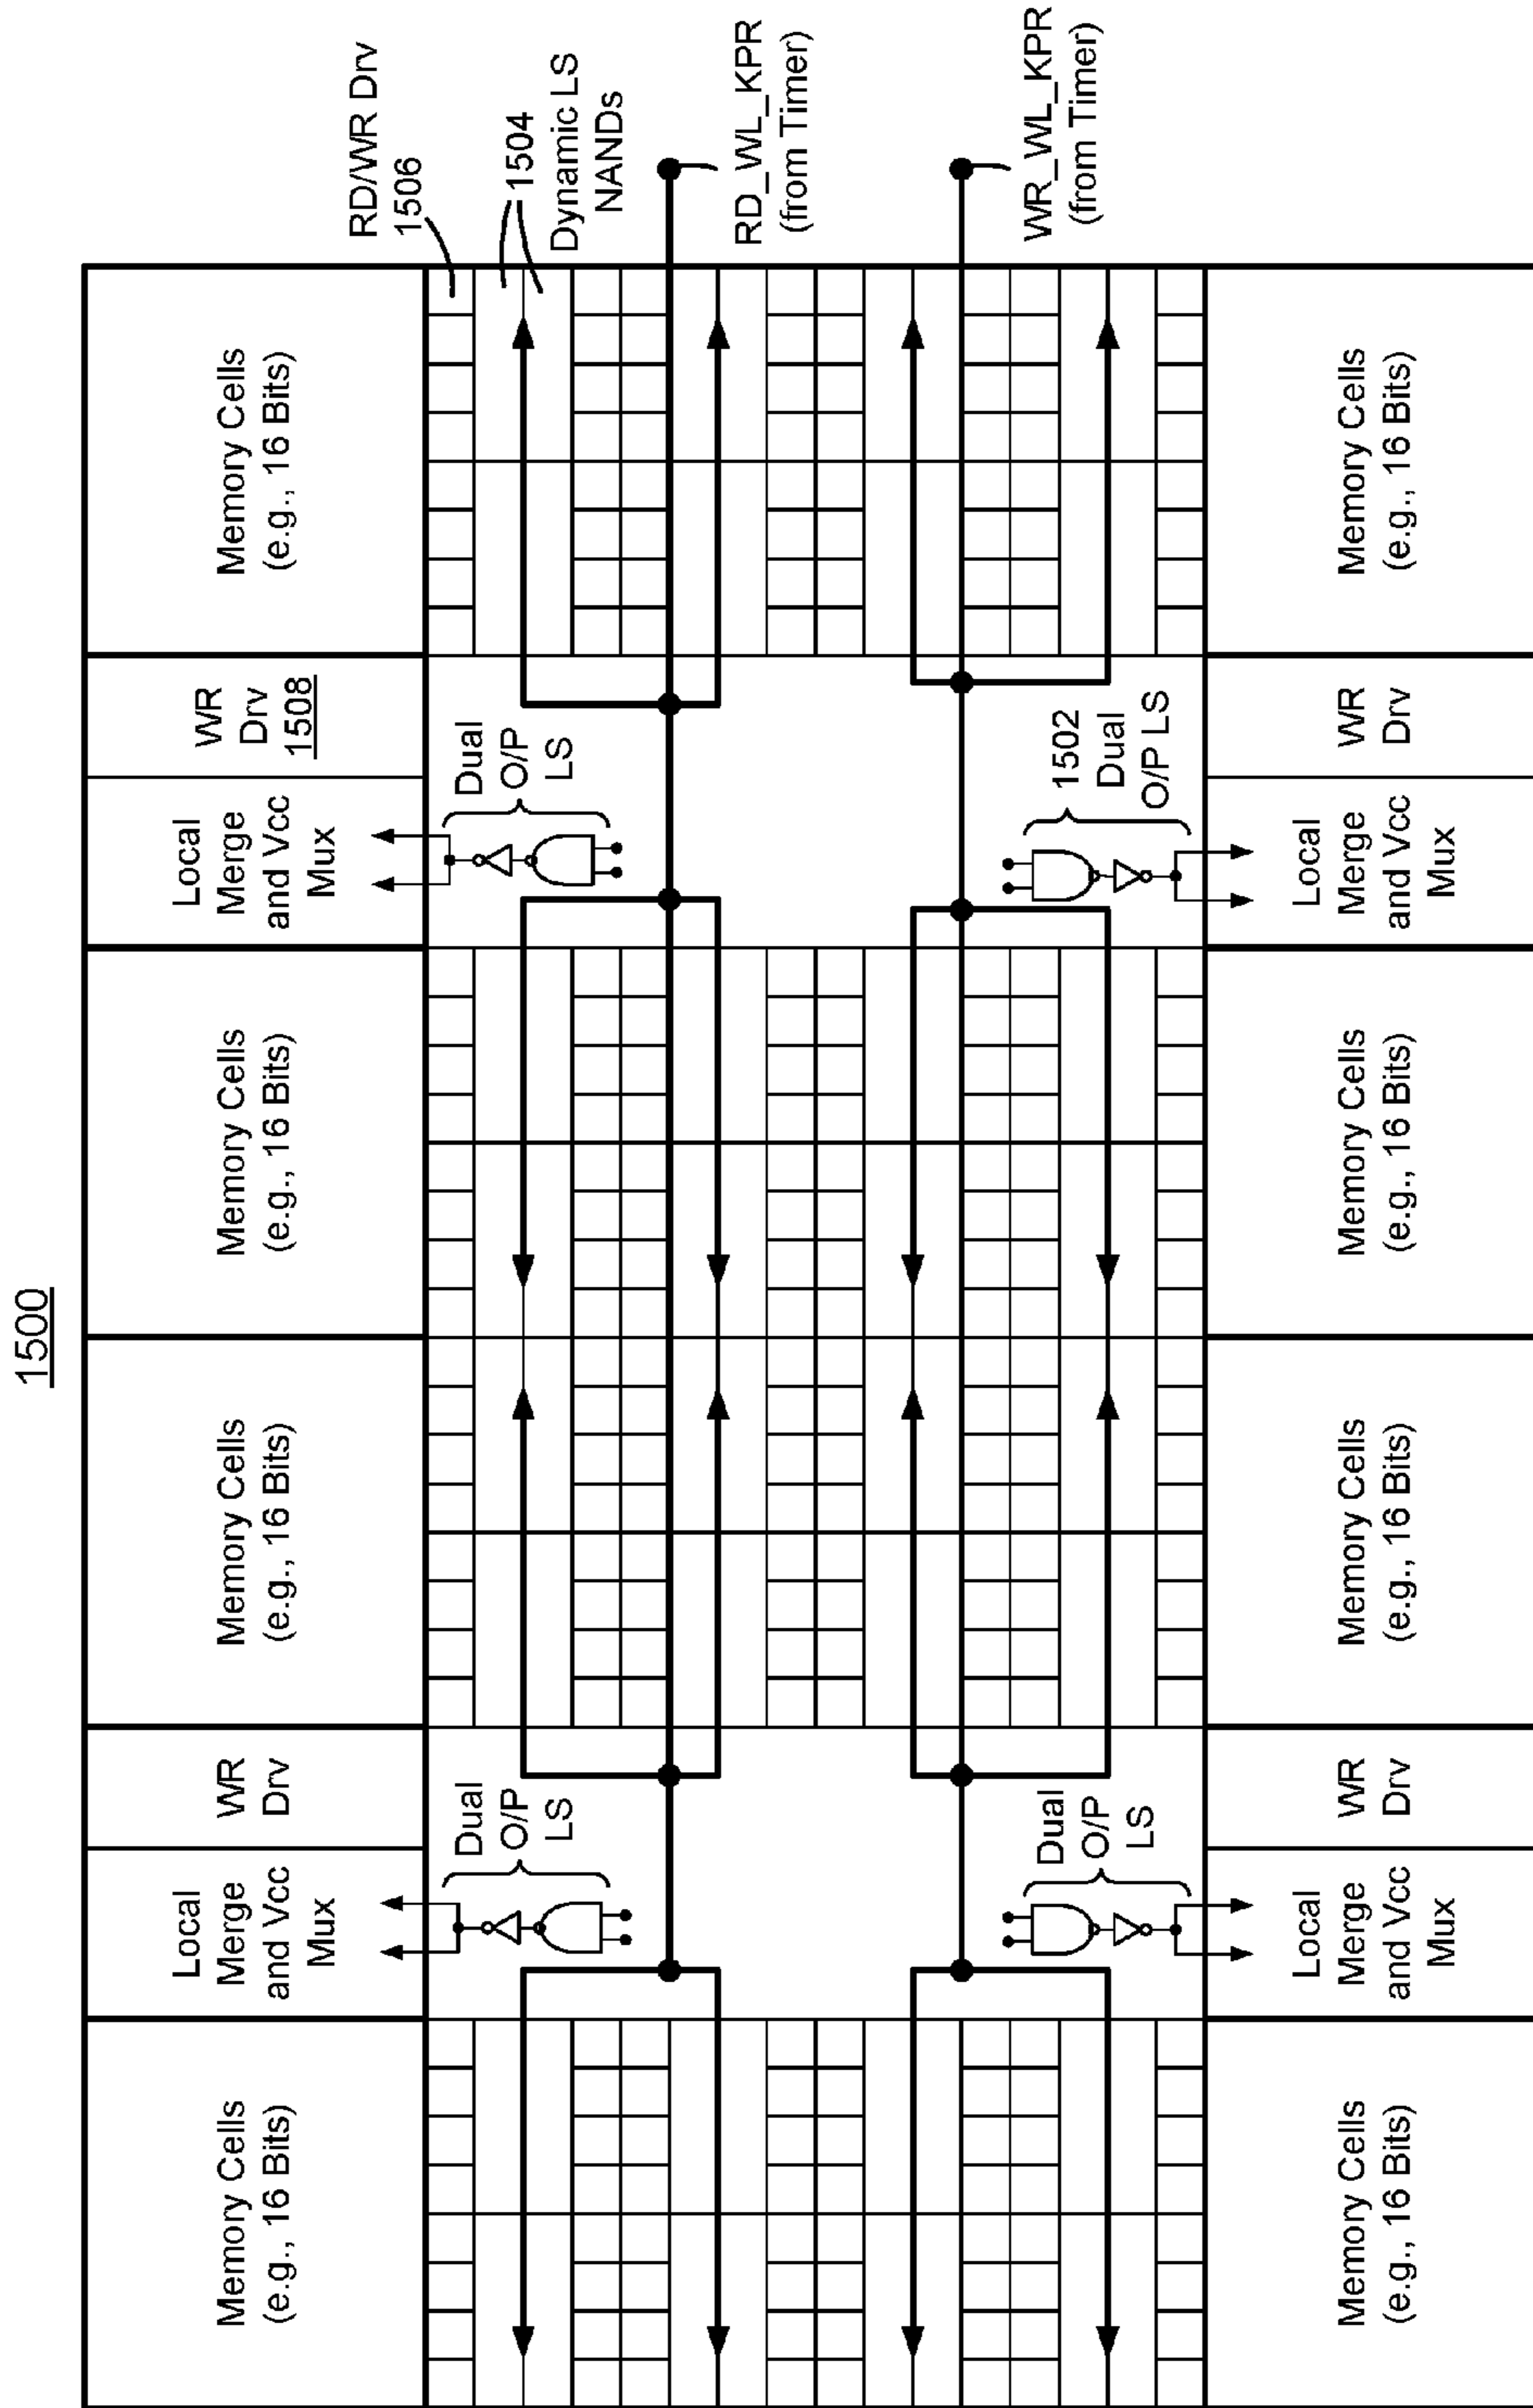 1500
Memory Cells
(e.g., 16 Bits)
Local
Merge
and Vcc
Mux
WR
Drv
Memory Cells
(e.g., 16 Bits)
Memory Cells
(e.g., 16 Bits)
Local
Merge
and Vcc
Mux
WR
Drv
1508
Memory Cells
(e.g., 16 Bits)
RD/WR Drv
1506
1504
Dynamic LS
NANDs
Dual
O/P
LS
Dual
O/P
LS
RD_WL_KPR
(from Timer)
WR_WL_KPR
(from Timer)
Dual
O/P
LS
1502
Dual
O/P LS
Memory Cells
(e.g., 16 Bits)
Local
Merge
and Vcc
Mux
WR
Drv
Memory Cells
(e.g., 16 Bits)
Memory Cells
(e.g., 16 Bits)
Local
Merge
and Vcc
Mux
WR
Drv
Memory Cells
(e.g., 16 Bits)